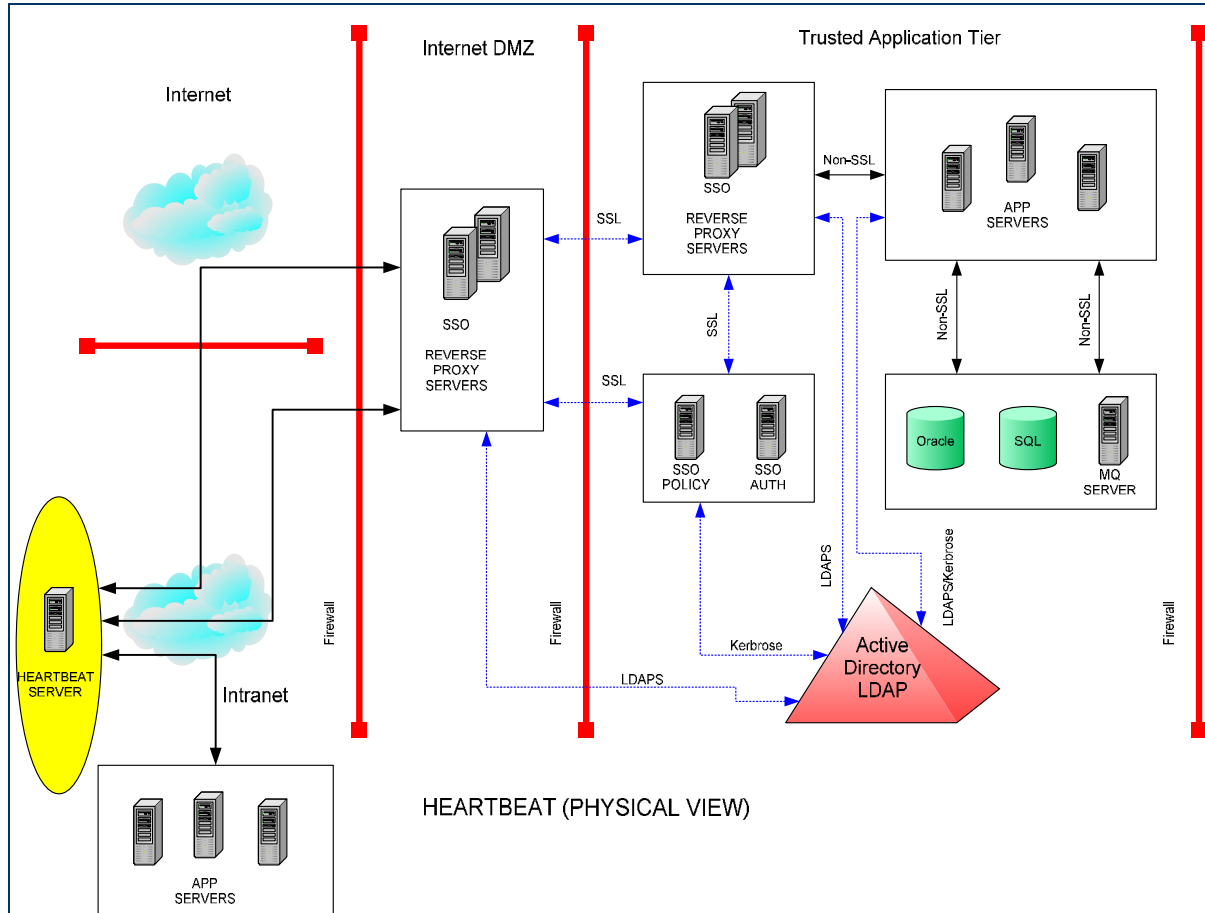 Internet DMZ
Trusted Application Tier
Internet
SSO
REVERSE
PROXY
SERVERS
Non-SSL
APP
SERVERS
SSL
SSO
REVERSE
PROXY
SERVERS
SSL
Non-SSL
Non-SSL
SSL
SSO
POLICY
SSO
AUTH
Oracle
SQL
MQ
SERVER
LDAPS
LDAPS/Kerbrose
Firewall
Firewall
Firewall
HEARTBEAT
SERVER
Intranet
Kerbrose
LDAPS
Active
Directory
LDAP
HEARTBEAT (PHYSICAL VIEW)
APP
SERVERS